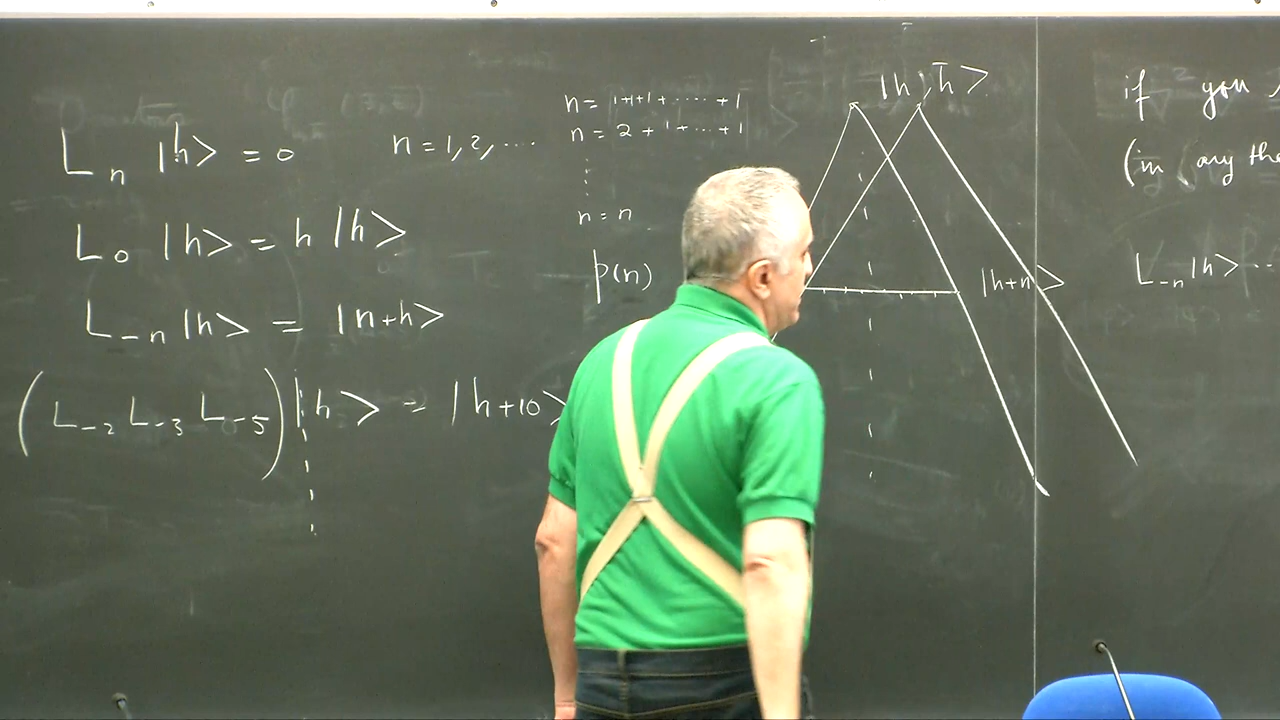 L_n |h> = 0
n = 1, 2, ....
L_0 |h> = h |h>
L_{-n} |h> = |n+h>
(L_{-2} L_{-3} L_{-5}) |h> = |h+10>
n = 1+1+1+.....+1
n = 2+1+...+1
n = n
p(n)
|h, h̄>
|h+n>
if you
(in any the
L_{-n}|h> ..